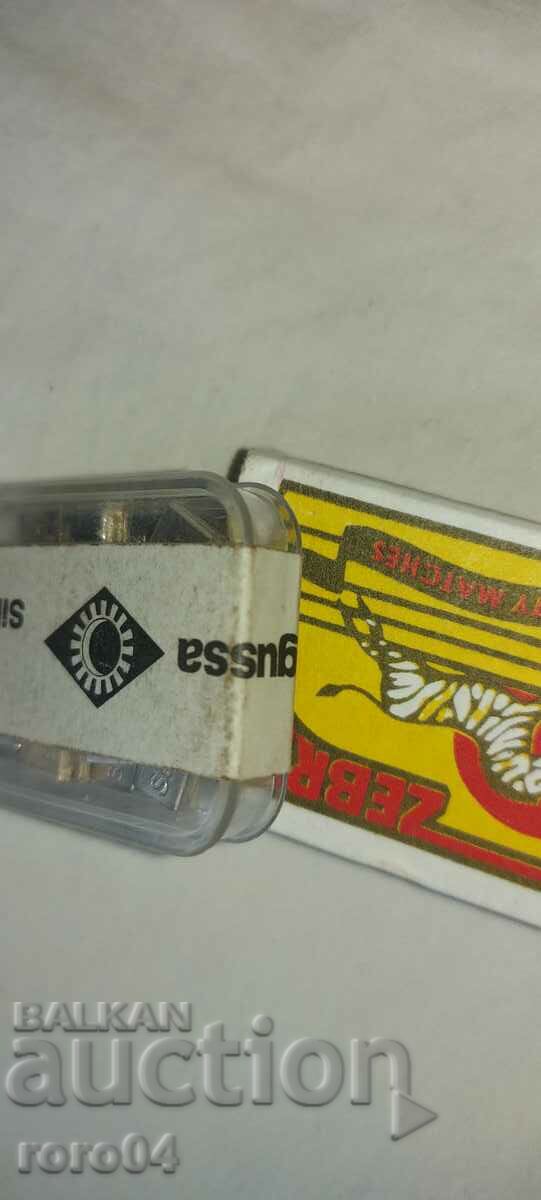 gussa
Si
ZEBR
Y MATCHES
BALKAN
auction
roro04